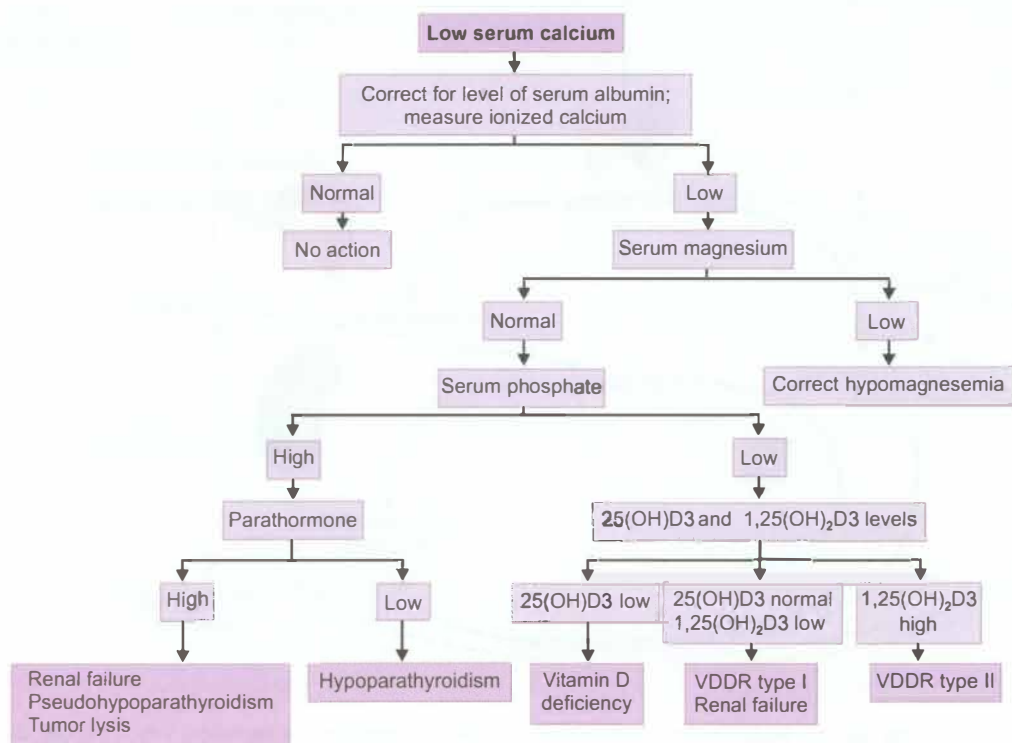 Low serum calcium
Correct for level of serum albumin;
measure ionized calcium
Normal
Low
No action
Serum magnesium
Normal
Low
Serum phosphate
Correct hypomagnesemia
High
Low
Parathormone
25(OH)D3 and 1,25(OH)₂D3 levels
High
Low
25(OH)D3 low
25(OH)D3 normal
1,25(OH)₂D3 low
1,25(OH)₂D3
high
Renal failure
Pseudohypoparathyroidism
Tumor lysis
Hypoparathyroidism
Vitamin D
deficiency
VDDR type I
Renal failure
VDDR type II